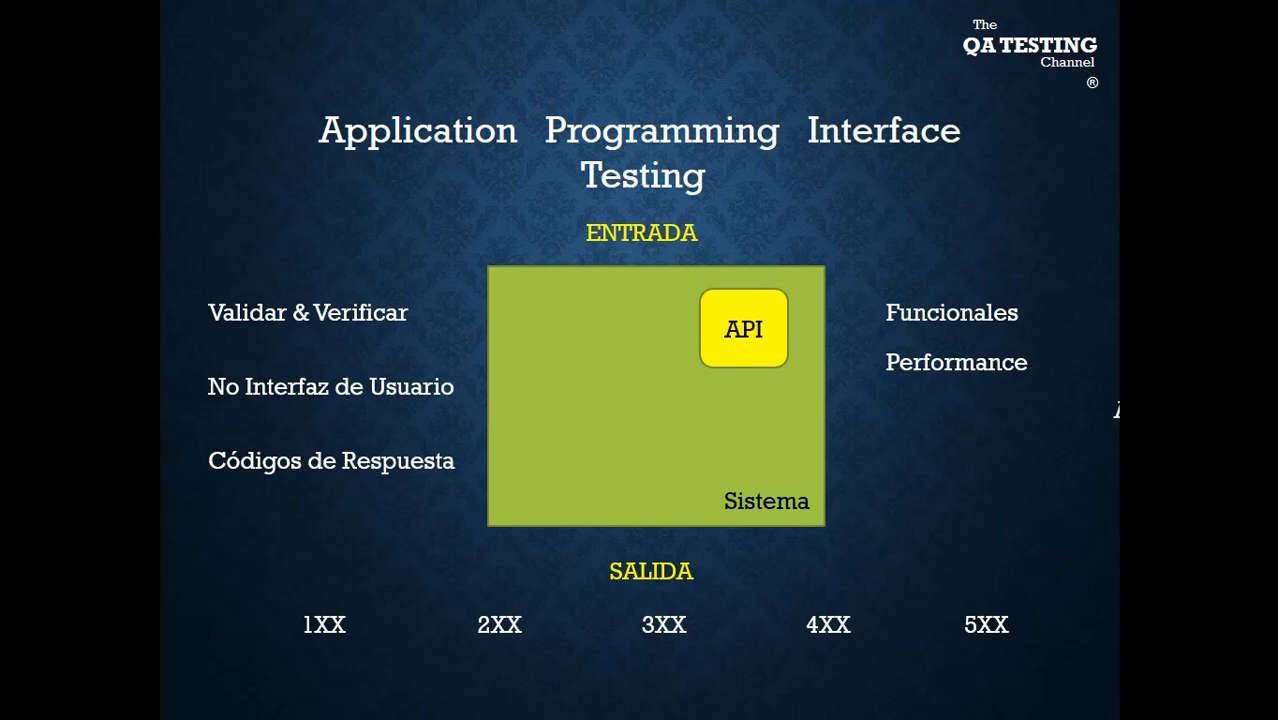 The
QA TESTING
Channel
®
Application Programming Interface
Testing
ENTRADA
Validar & Verificar
No Interfaz de Usuario
Códigos de Respuesta
API
Sistema
Funcionales
Performance
SALIDA
1XX 2XX 3XX 4XX 5XX